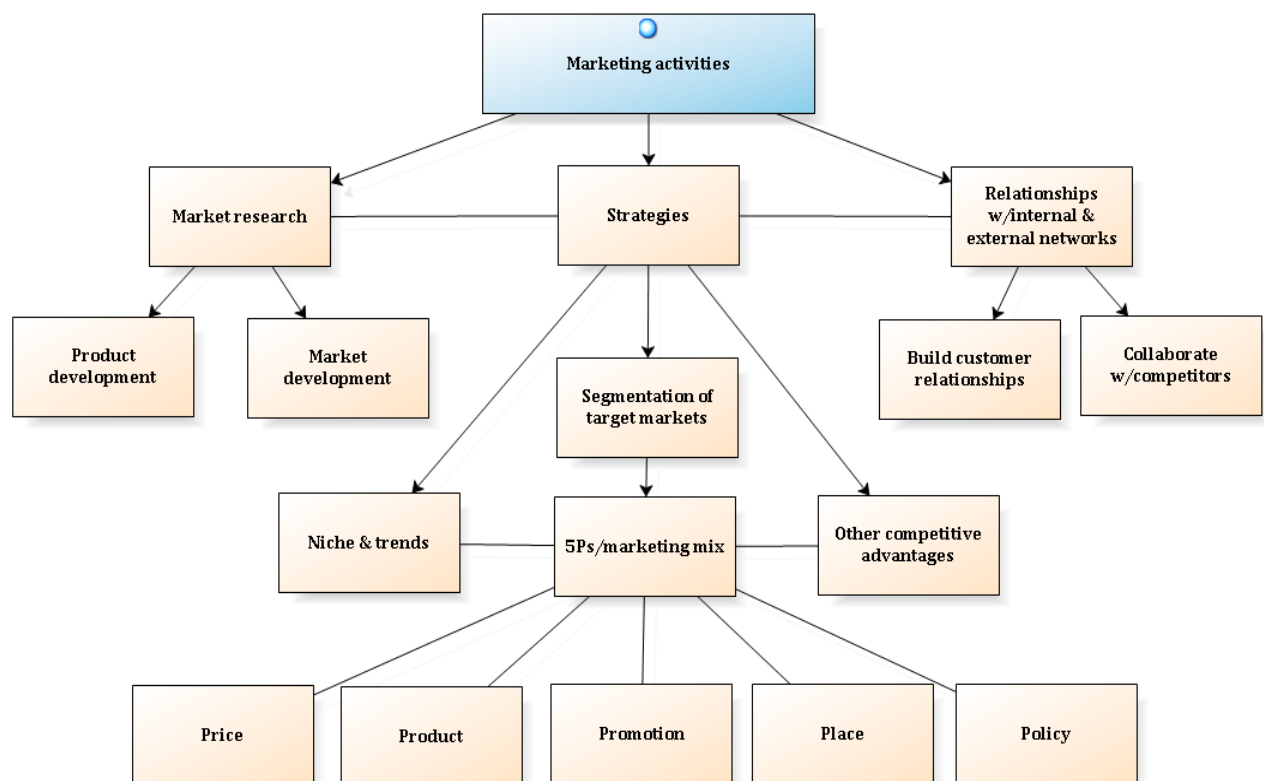 Marketing activities
Market research
Strategies
Relationships
w/internal &
external networks
Product
development
Market
development
Segmentation of
target markets
Build customer
relationships
Collaborate
w/competitors
Niche & trends
5Ps/marketing mix
Other competitive
advantages
Price
Product
Promotion
Place
Policy